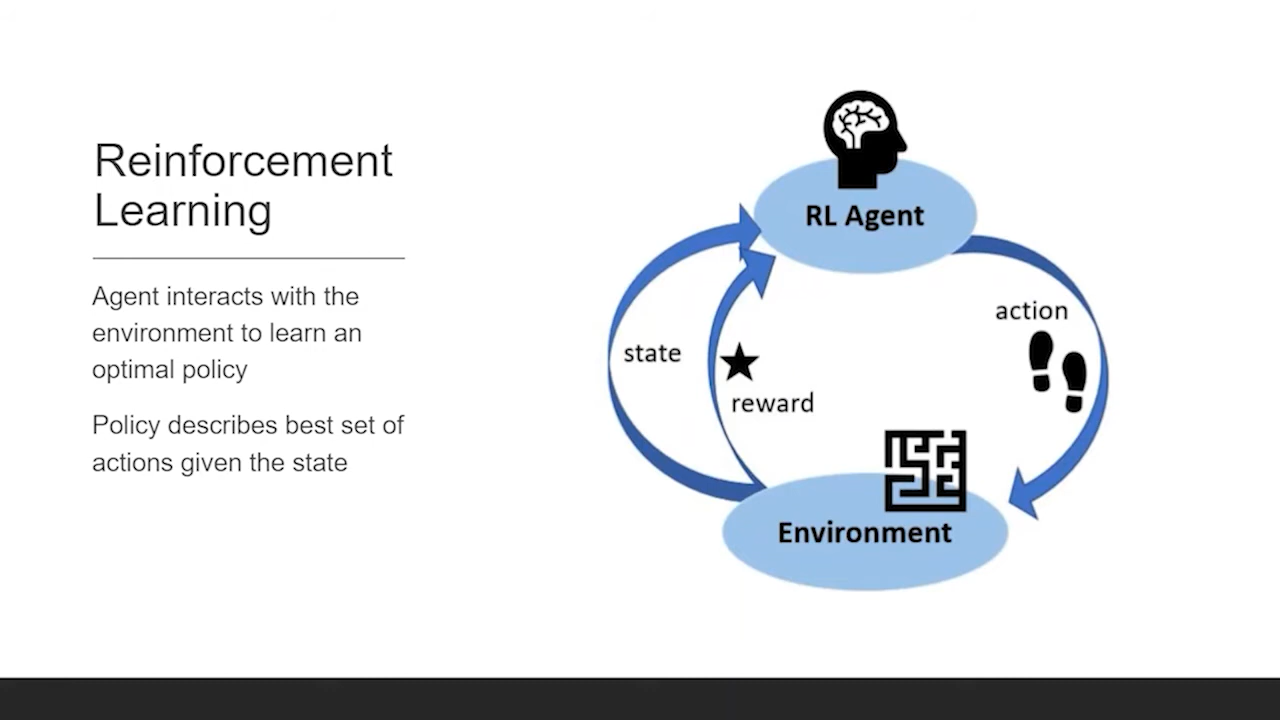 Reinforcement
Learning
Agent interacts with the
environment to learn an
optimal policy
Policy describes best set of
actions given the state
RL Agent
action
state
reward
Environment